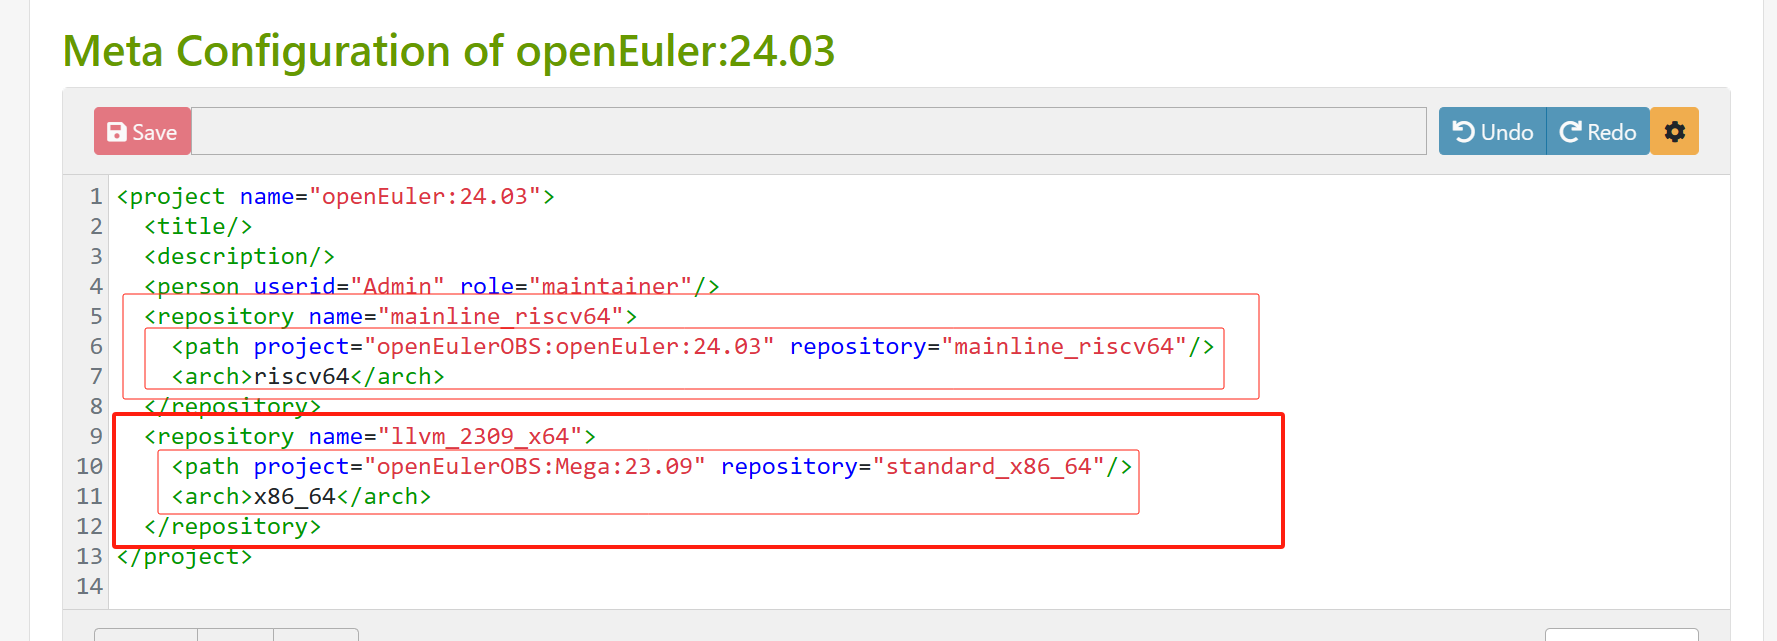 Meta Configuration of openEuler:24.03
Save
Undo Redo
1 <project name="openEuler:24.03">
2 <title/>
3 <description/>
4 <person userid="Admin" role="maintainer"/>
5 <repository name="mainline_riscv64">
6 <path project="openEulerOBS:openEuler:24.03" repository="mainline_riscv64"/>
7 <arch>riscv64</arch>
8 </repository>
9 <repository name="llvm_2309_x64">
10 <path project="openEulerOBS:Mega:23.09" repository="standard_x86_64"/>
11 <arch>x86_64</arch>
12 </repository>
13 </project>
14